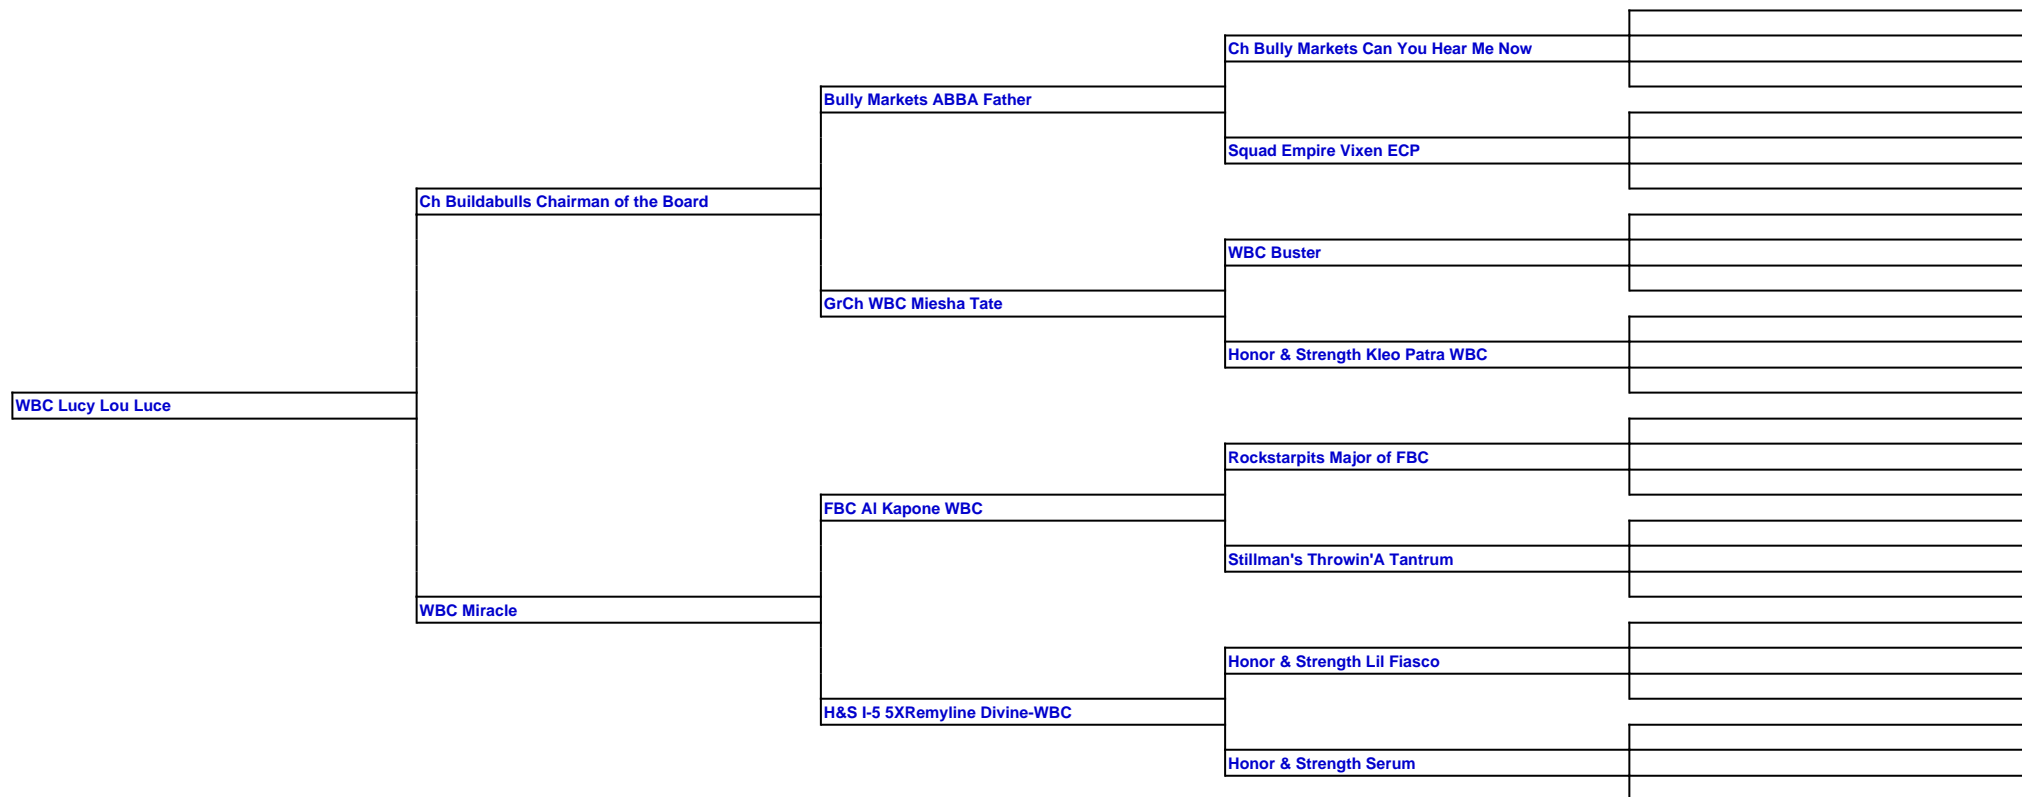 Ch Bully Markets Can You Hear Me Now
Bully Markets ABBA Father
Squad Empire Vixen ECP
Ch Buildabulls Chairman of the Board
WBC Buster
GrCh WBC Miesha Tate
Honor & Strength Kleo Patra WBC
WBC Lucy Lou Luce
Rockstarpits Major of FBC
FBC Al Kapone WBC
Stillman's Throwin'A Tantrum
WBC Miracle
Honor & Strength Lil Fiasco
H&S I-5 5XRemyline Divine-WBC
Honor & Strength Serum